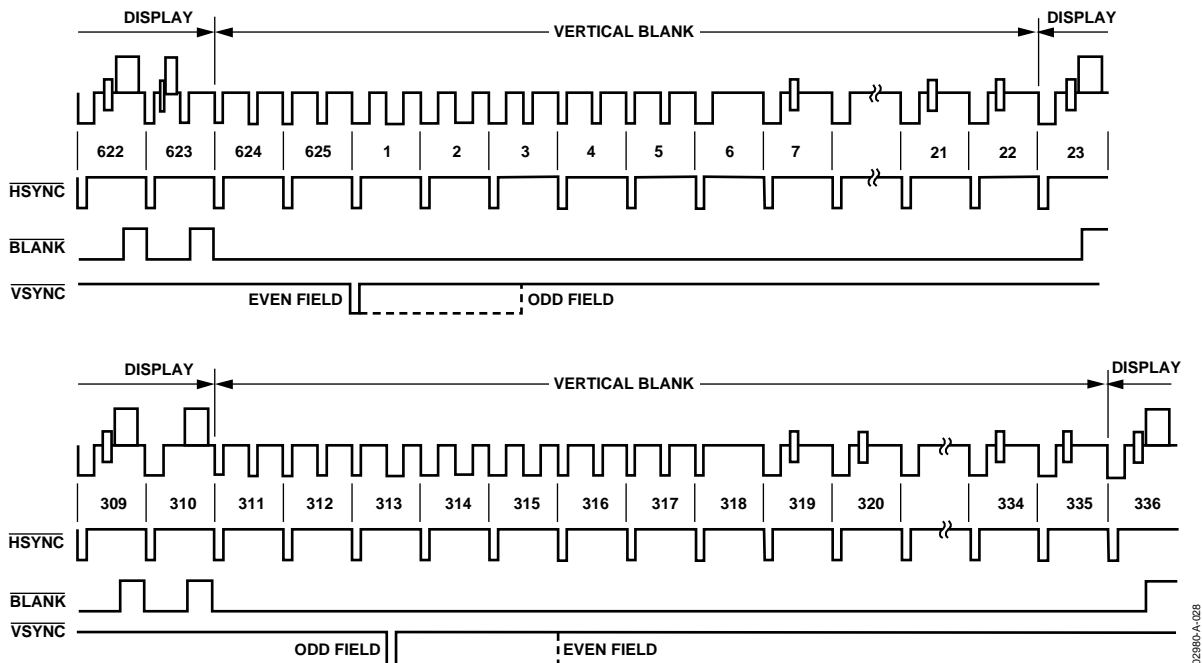 DISPLAY VERTICAL BLANK DISPLAY
622 623 624 625 1 2 3 4 5 6 7 21 22 23
HSYNC
BLANK
VSYNC
EVEN FIELD ODD FIELD
DISPLAY VERTICAL BLANK DISPLAY
309 310 311 312 313 314 315 316 317 318 319 320 334 335 336
HSYNC
BLANK
VSYNC
ODD FIELD EVEN FIELD
02980-A-028